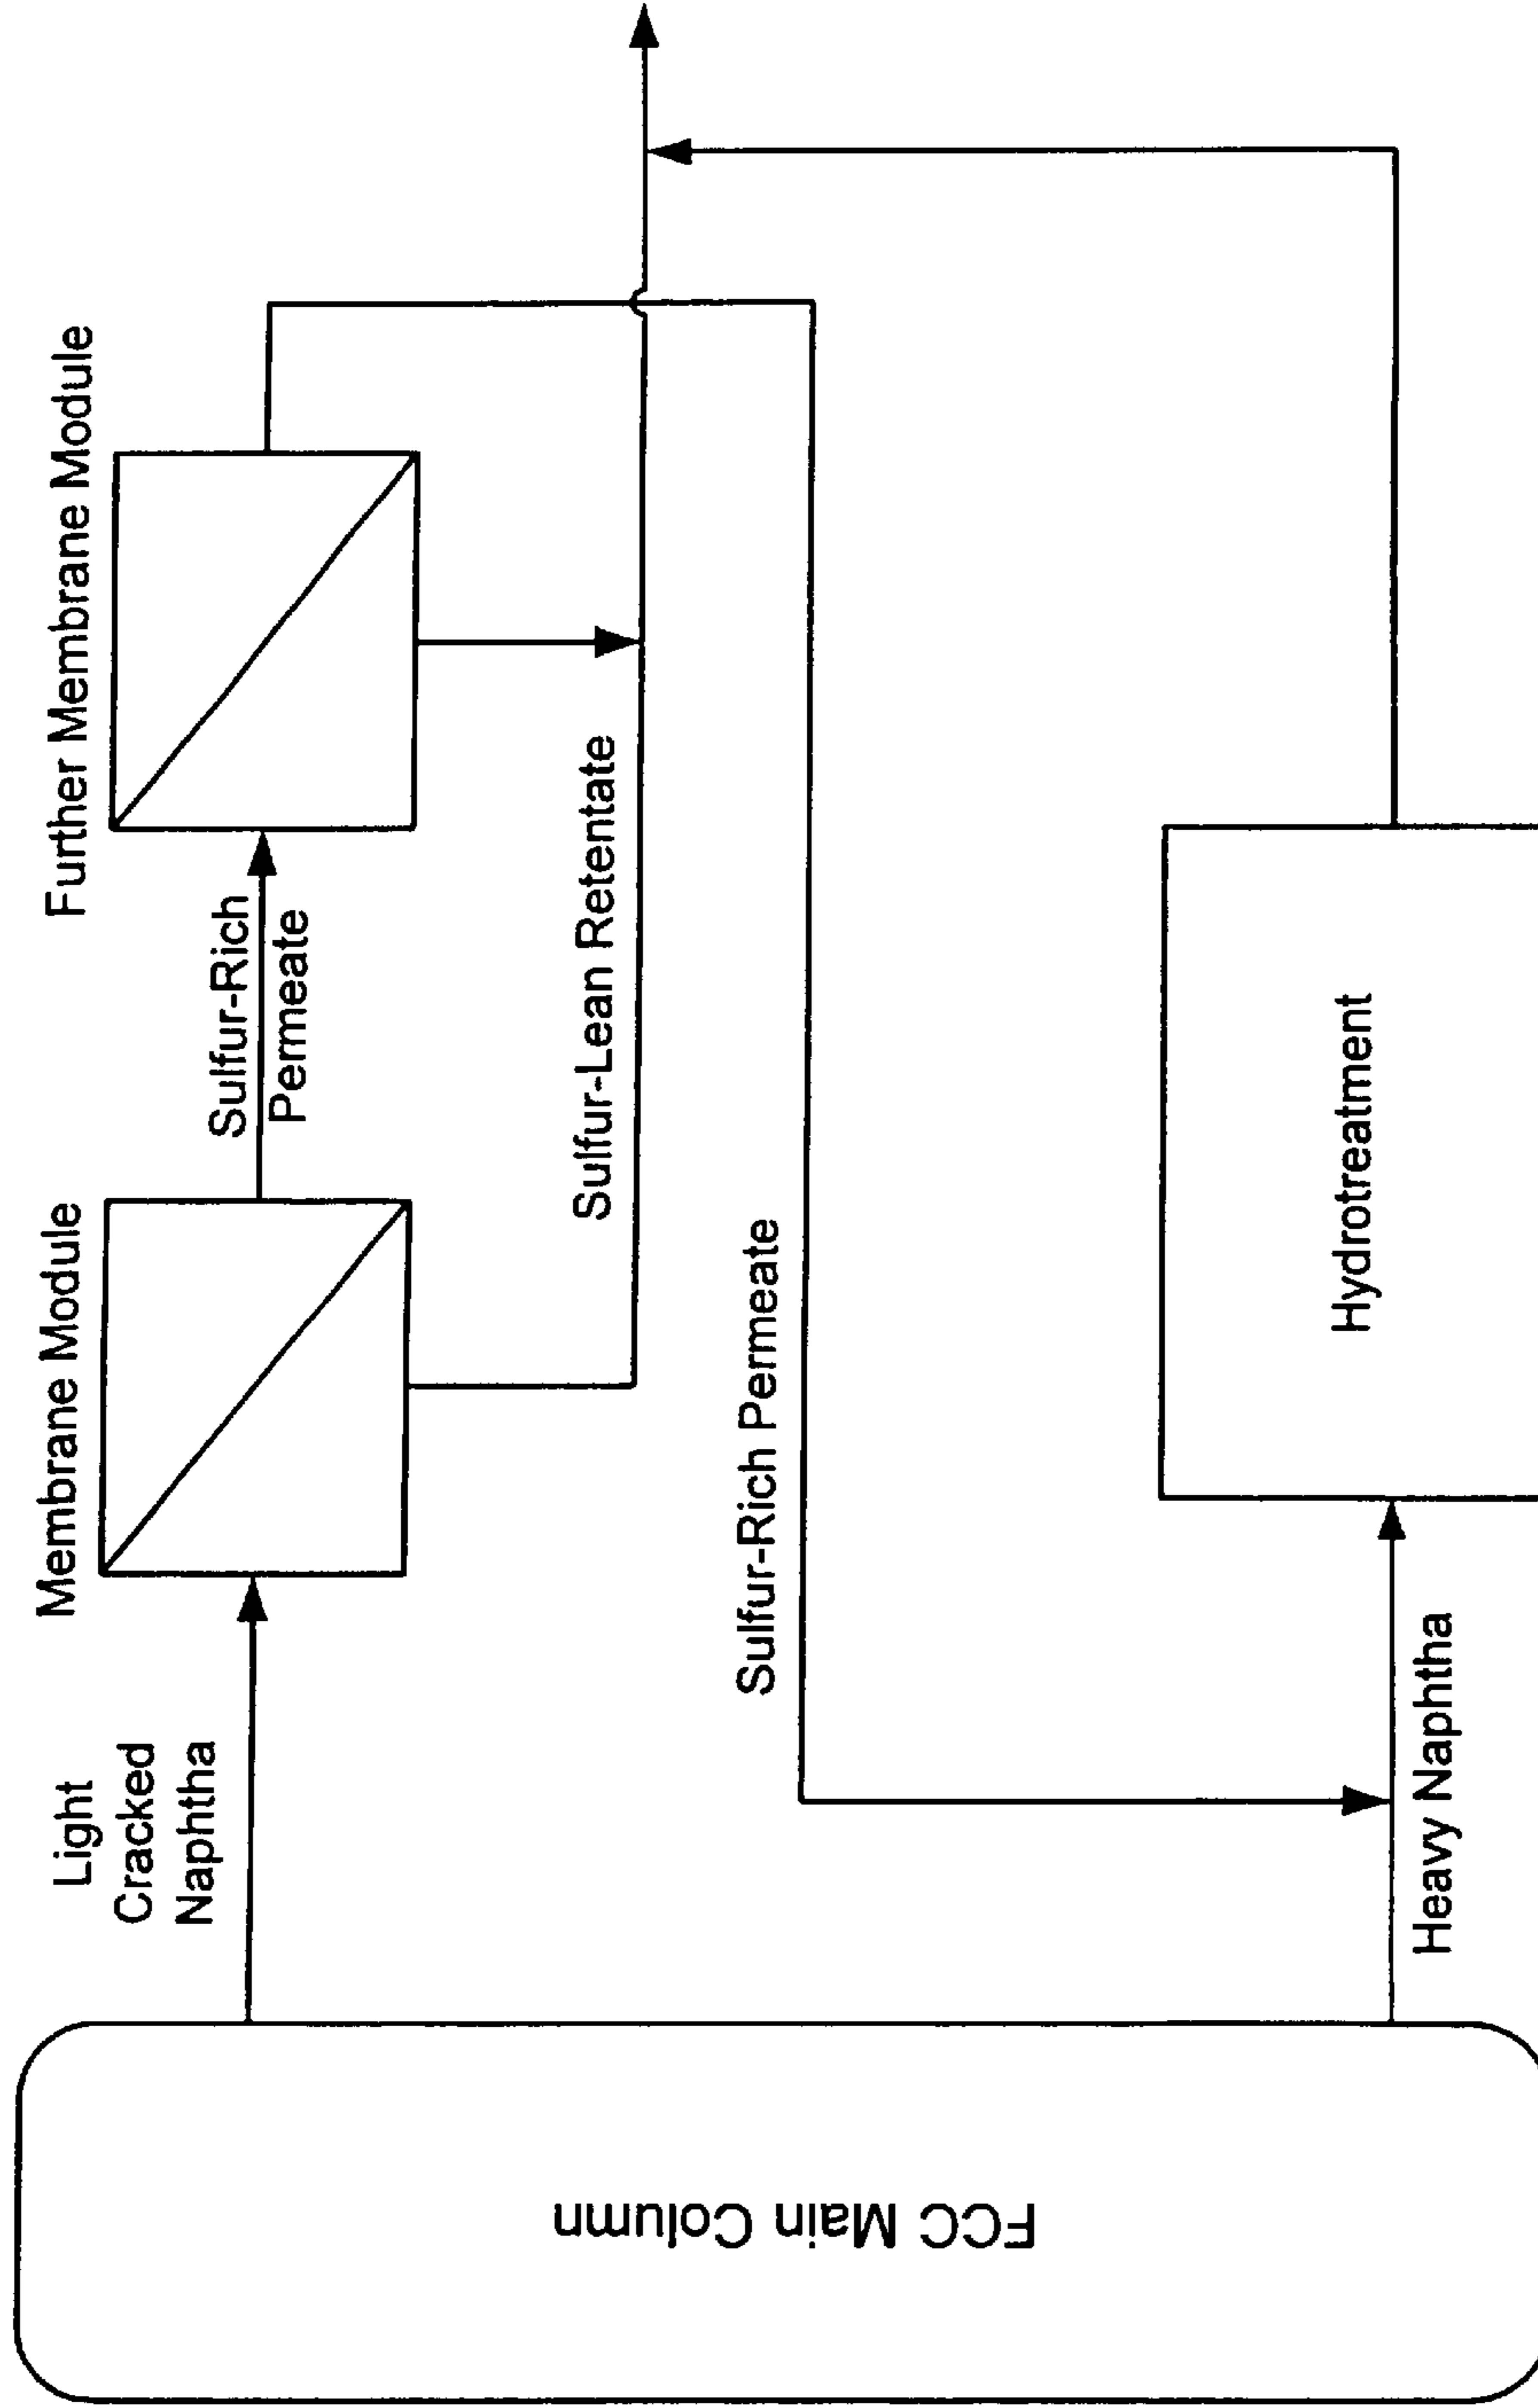 FCC Main Column
Light
Cracked
Naphtha
Membrane Module
Sulfur-Rich
Permeate
Further Membrane Module
Sulfur-Lean Retentate
Sulfur-Rich Permeate
Heavy Naphtha
Hydrotreatment